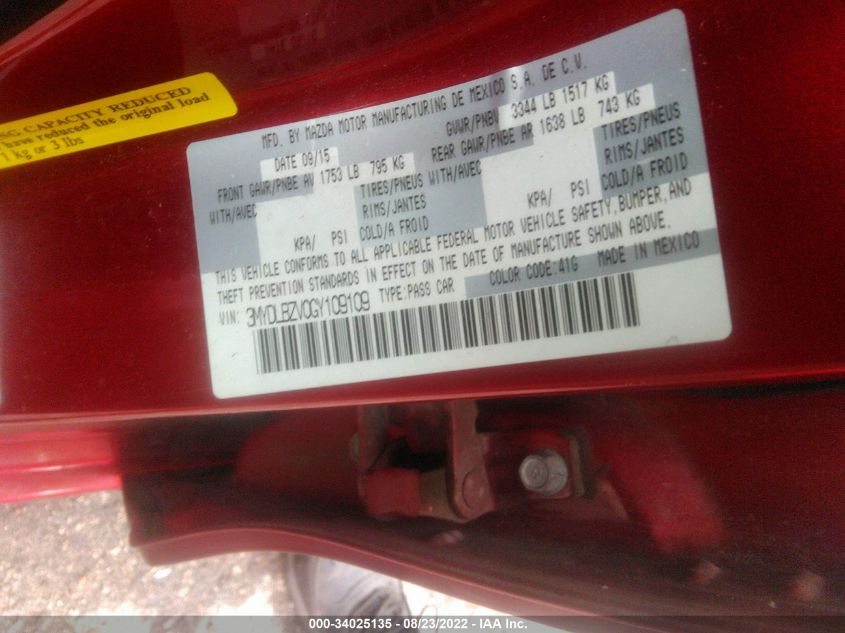 SG CAPACITY REDUCED
have reduced the original load
1 kg or 3 lbs
MFD. BY MAZDA MOTOR MANUFACTURING DE MEXICO S.A. DE C.V.
DATE 09/15 GVWR/PNBV 3344 LB 1517 KG
FRONT GAWR/PNBE AV 1753 LB 795 KG REAR GAWR/PNBE AR 1638 LB 743 KG
WITH/AVEC TIRES/PNEUS WITH/AVEC TIRES/PNEUS
RIMS/JANTES RIMS/JANTES
KPA/ PSI COLD/A FROID KPA/ PSI COLD/A FROID
THIS VEHICLE CONFORMS TO ALL APPLICABLE FEDERAL MOTOR VEHICLE SAFETY, BUMPER, AND
THEFT PREVENTION STANDARDS IN EFFECT ON THE DATE OF MANUFACTURE SHOWN ABOVE.
VIN: 3MYDLBZV0GY109109 TYPE: PASS CAR COLOR CODE: 41G MADE IN MEXICO
000-34025135 - 08/23/2022 - IAA Inc.